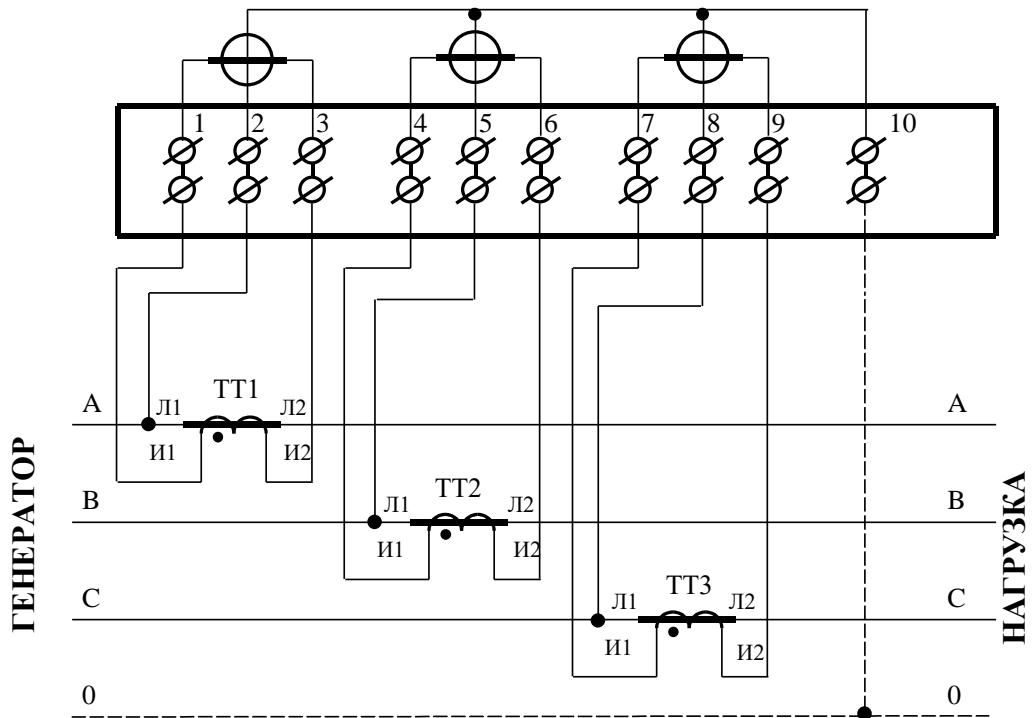 1 2 3 4 5 6 7 8 9 10
ТТ1
А Л1 Л2 А
И1 И2
ТТ2
В Л1 Л2 В
И1 И2
ТТ3
С Л1 Л2 С
И1 И2
0 0
ГЕНЕРАТОР
НАГРУЗКА